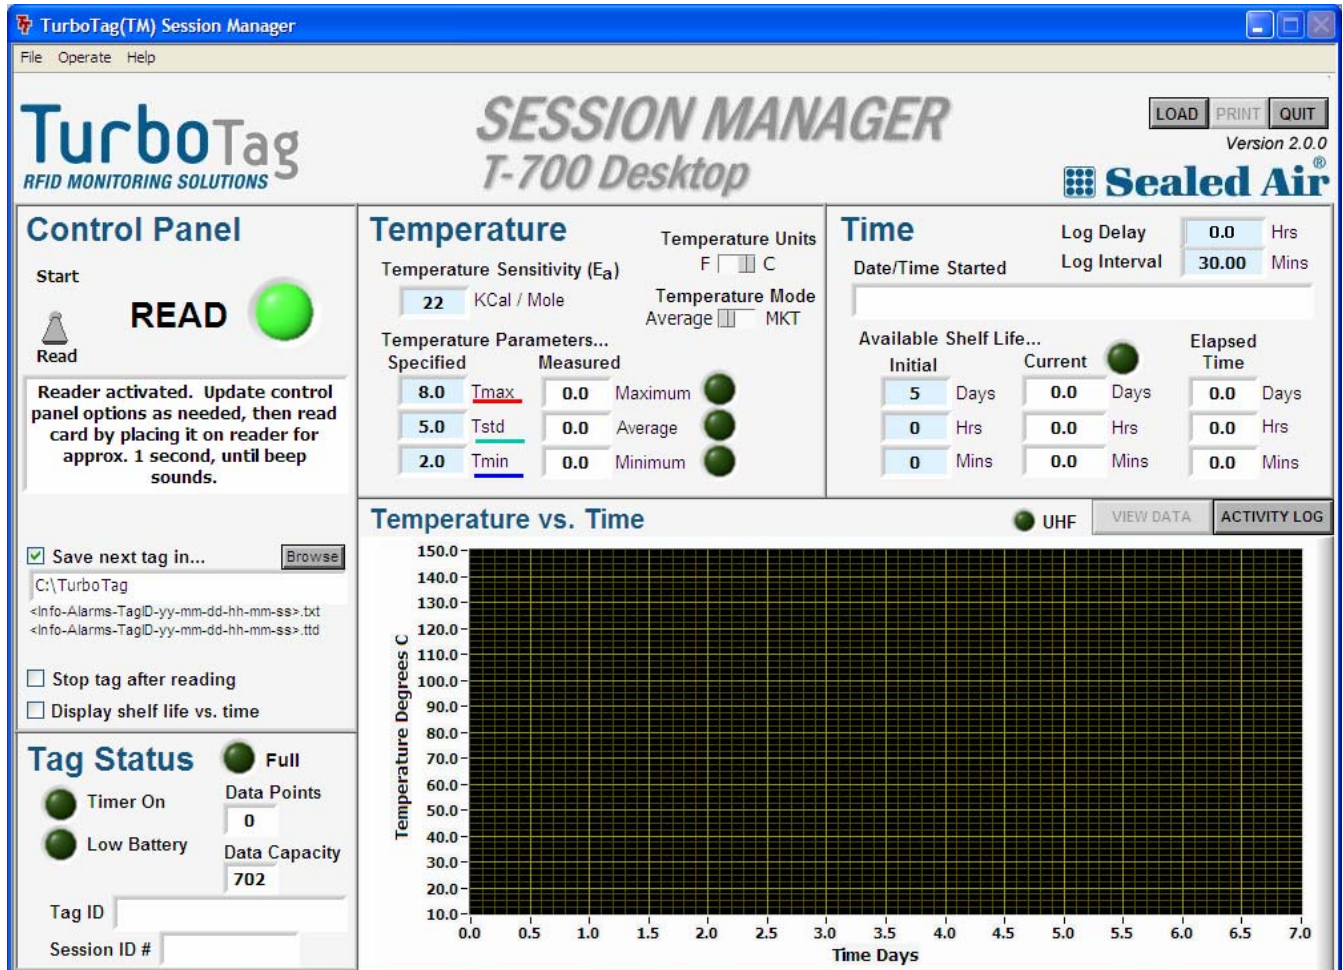 TurboTag(TM) Session Manager
File Operate Help
TurboTag
RFID MONITORING SOLUTIONS
SESSION MANAGER
T-700 Desktop
LOAD PRINT QUIT
Version 2.0.0
Sealed Air®
Control Panel
Start
READ
Read
Reader activated. Update control
panel options as needed, then read
card by placing it on reader for
approx. 1 second, until beep
sounds.
Save next tag in... Browse
C:\TurboTag
<Info-Alarms-TagID-yy-mm-dd-hh-mm-ss>.txt
<Info-Alarms-TagID-yy-mm-dd-hh-mm-ss>.ttd
Stop tag after reading
Display shelf life vs. time
Tag Status Full
Timer On Data Points
0
Low Battery Data Capacity
702
Tag ID
Session ID #
Temperature
Temperature Units
F C
Temperature Sensitivity (Ea)
22 KCal / Mole
Temperature Mode
Average MKT
Temperature Parameters...
Specified Measured
8.0 Tmax 0.0 Maximum
5.0 Tstd 0.0 Average
2.0 Tmin 0.0 Minimum
Time
Log Delay 0.0 Hrs
Log Interval 30.00 Mins
Date/Time Started
Available Shelf Life... Elapsed
Initial Current Time
5 Days 0.0 Days 0.0 Days
0 Hrs 0.0 Hrs 0.0 Hrs
0 Mins 0.0 Mins 0.0 Mins
Temperature vs. Time UHF VIEW DATA ACTIVITY LOG
Temperature Degrees C
150.0
140.0
130.0
120.0
110.0
100.0
90.0
80.0
70.0
60.0
50.0
40.0
30.0
20.0
10.0
0.0 0.5 1.0 1.5 2.0 2.5 3.0 3.5 4.0 4.5 5.0 5.5 6.0 6.5 7.0
Time Days